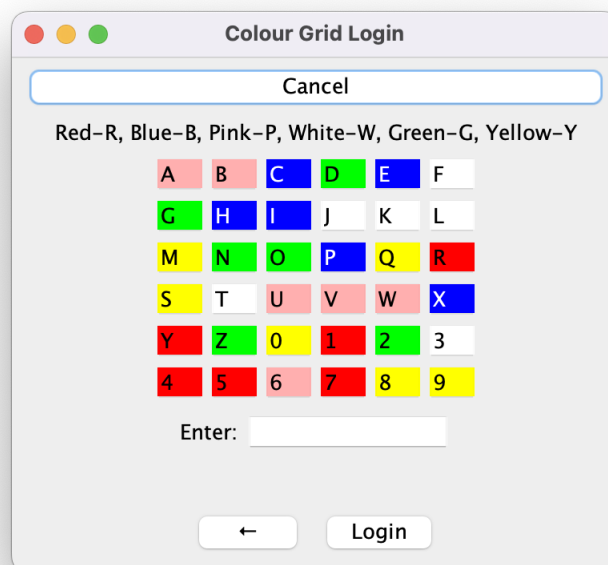 Colour Grid Login
Cancel
Red-R, Blue-B, Pink-P, White-W, Green-G, Yellow-Y
A B C D E F
G H I J K L
M N O P Q R
S T U V W X
Y Z 0 1 2 3
4 5 6 7 8 9
Enter:
← Login